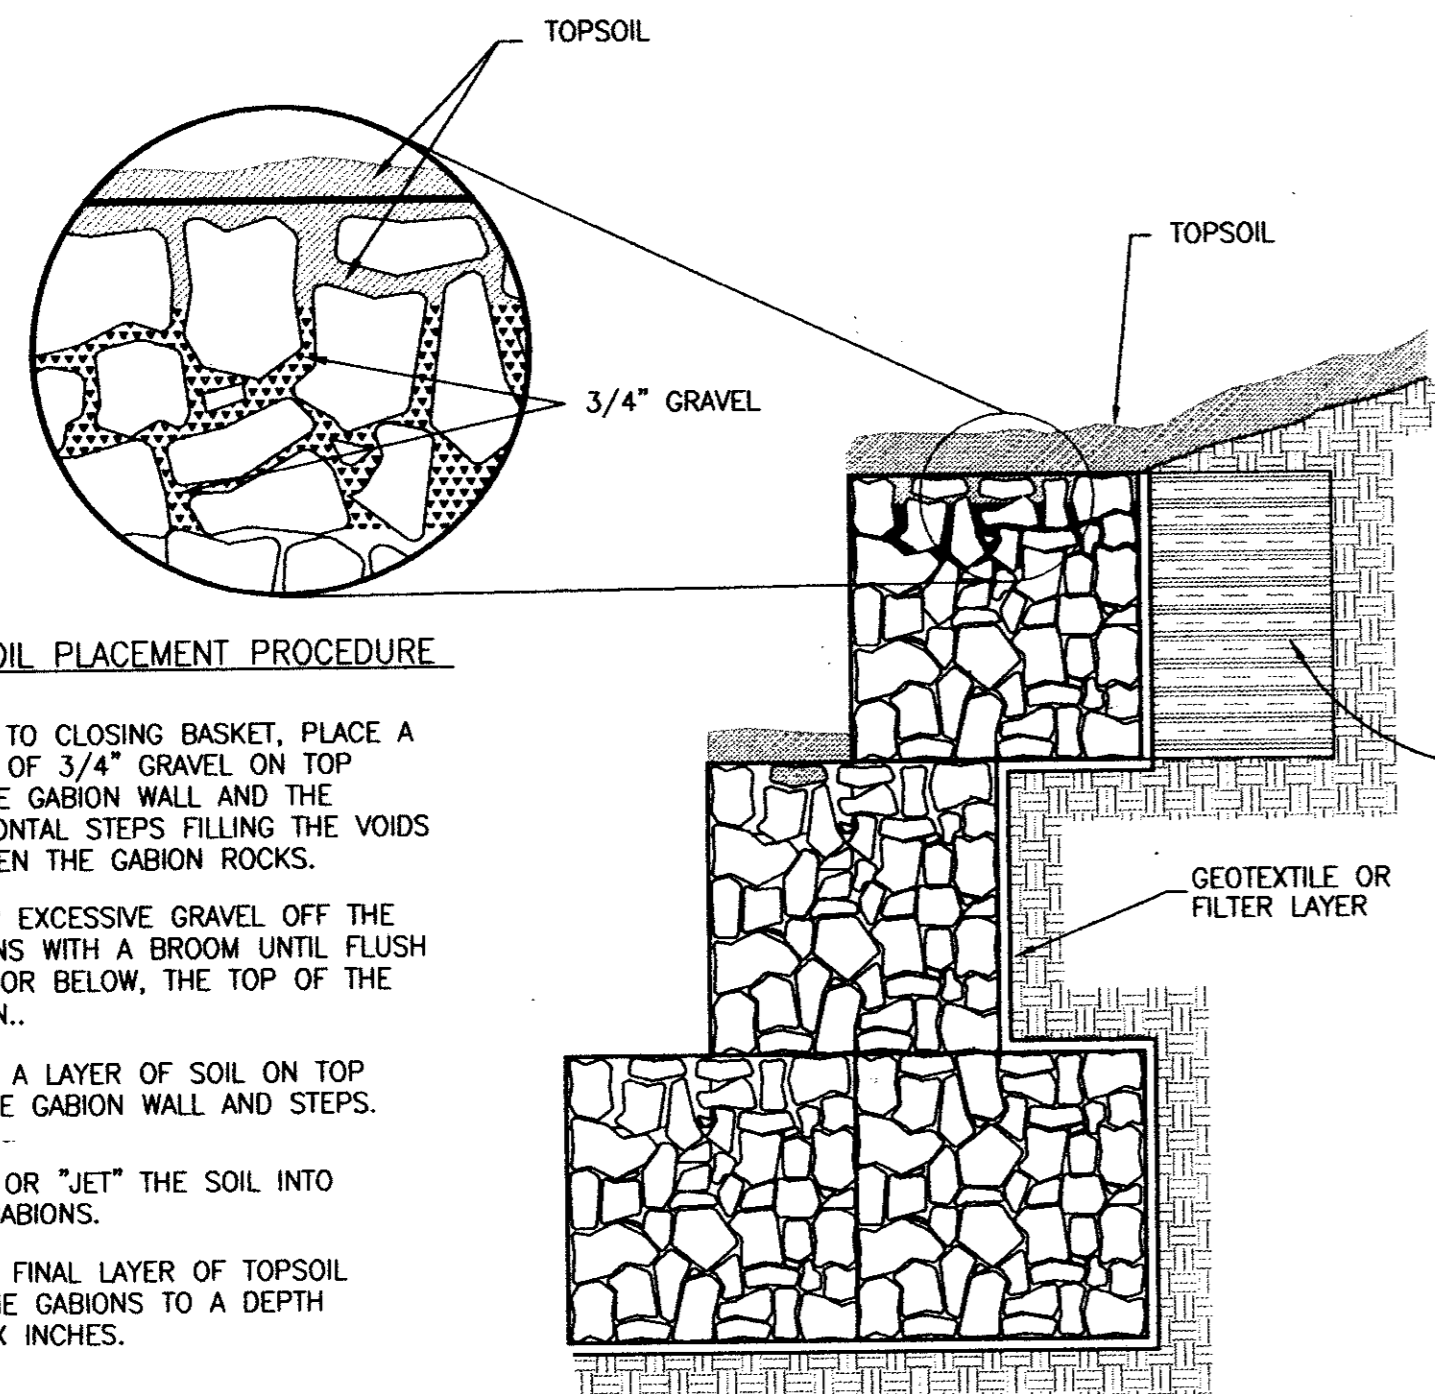 TOPSOIL
TOPSOIL
3/4" GRAVEL
OIL PLACEMENT PROCEDURE
TO CLOSING BASKET, PLACE A
OF 3/4" GRAVEL ON TOP
E GABION WALL AND THE
ONTAL STEPS FILLING THE VOIDS
EN THE GABION ROCKS.
EXCESSIVE GRAVEL OFF THE
NS WITH A BROOM UNTIL FLUSH
OR BELOW, THE TOP OF THE
N..
A LAYER OF SOIL ON TOP
E GABION WALL AND STEPS.
OR "JET" THE SOIL INTO
ABIONS.
FINAL LAYER OF TOPSOIL
HE GABIONS TO A DEPTH
X INCHES.
GEOTEXTILE OR
FILTER LAYER